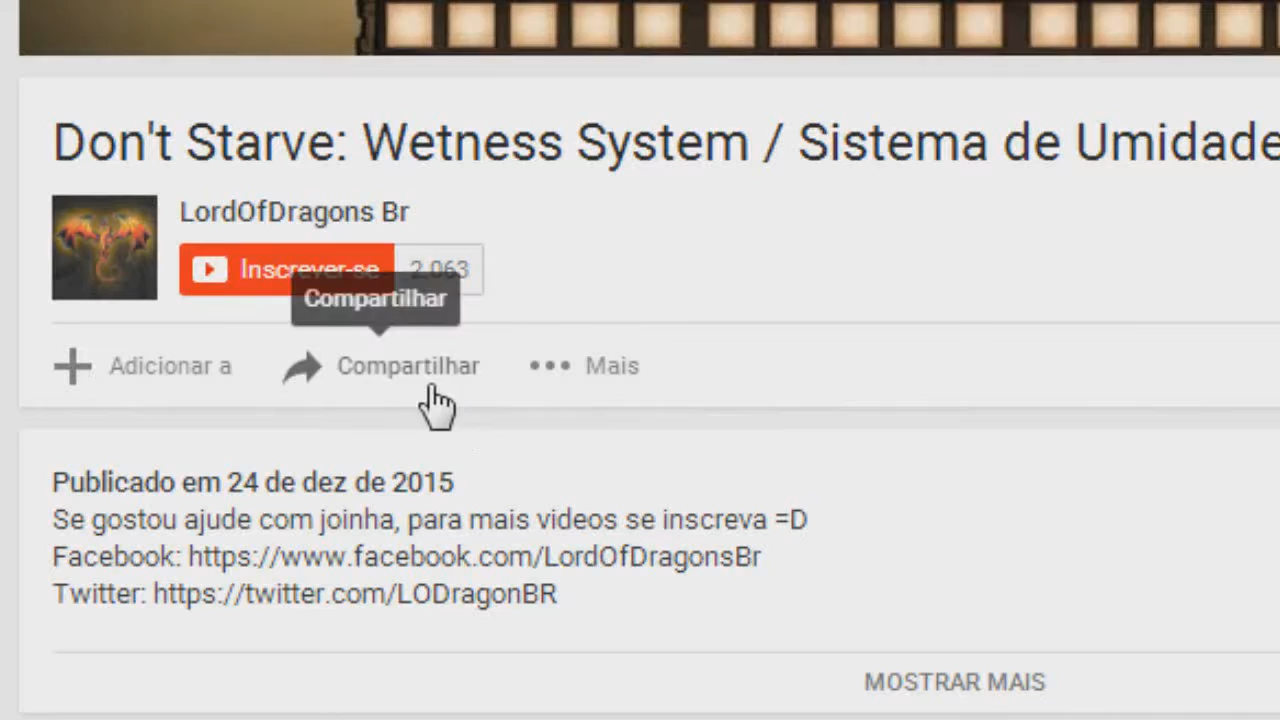 Don't Starve: Wetness System / Sistema de Umidade
LordOfDragons Br
Inscrever-se 2.063
Compartilhar
Adicionar a Compartilhar Mais
Publicado em 24 de dez de 2015
Se gostou ajude com joinha, para mais videos se inscreva =D
Facebook: https://www.facebook.com/LordOfDragonsBr
Twitter: https://twitter.com/LODragonBR
MOSTRAR MAIS